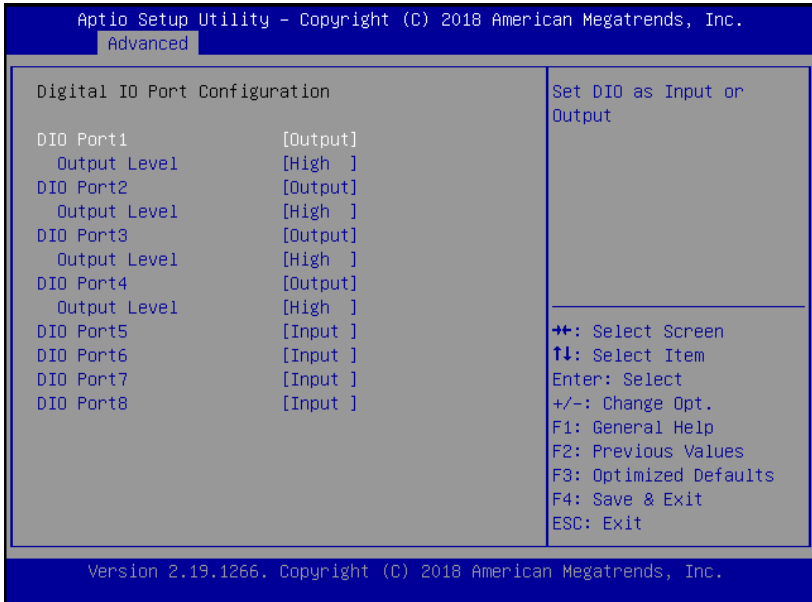 Aptio Setup Utility – Copyright (C) 2018 American Megatrends, Inc.
Advanced
Digital IO Port Configuration
DIO Port1 [Output]
Output Level [High ]
DIO Port2 [Output]
Output Level [High ]
DIO Port3 [Output]
Output Level [High ]
DIO Port4 [Output]
Output Level [High ]
DIO Port5 [Input ]
DIO Port6 [Input ]
DIO Port7 [Input ]
DIO Port8 [Input ]
Set DIO as Input or
Output
→←: Select Screen
↑↓: Select Item
Enter: Select
+/-: Change Opt.
F1: General Help
F2: Previous Values
F3: Optimized Defaults
F4: Save & Exit
ESC: Exit
Version 2.19.1266. Copyright (C) 2018 American Megatrends, Inc.